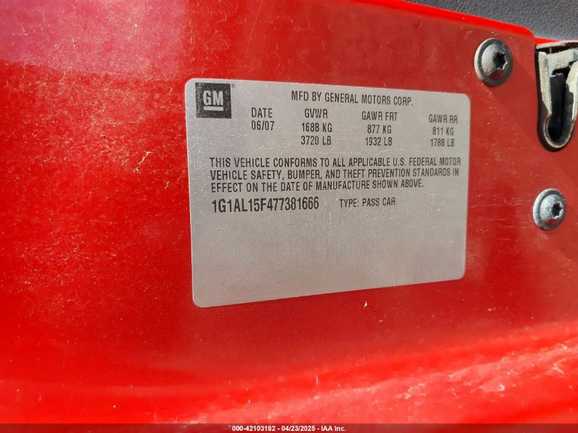 GM
MFD BY GENERAL MOTORS CORP.
DATE GVWR GAWR FRT GAWR RR
06/07 1688 KG 877 KG 811 KG
3720 LB 1932 LB 1788 LB
THIS VEHICLE CONFORMS TO ALL APPLICABLE U.S. FEDERAL MOTOR
VEHICLE SAFETY, BUMPER, AND THEFT PREVENTION STANDARDS IN
EFFECT ON THE DATE OF MANUFACTURE SHOWN ABOVE.
1G1AL15F477381666 TYPE: PASS CAR
000-42103192 - 04/23/2025 - IAA Inc.